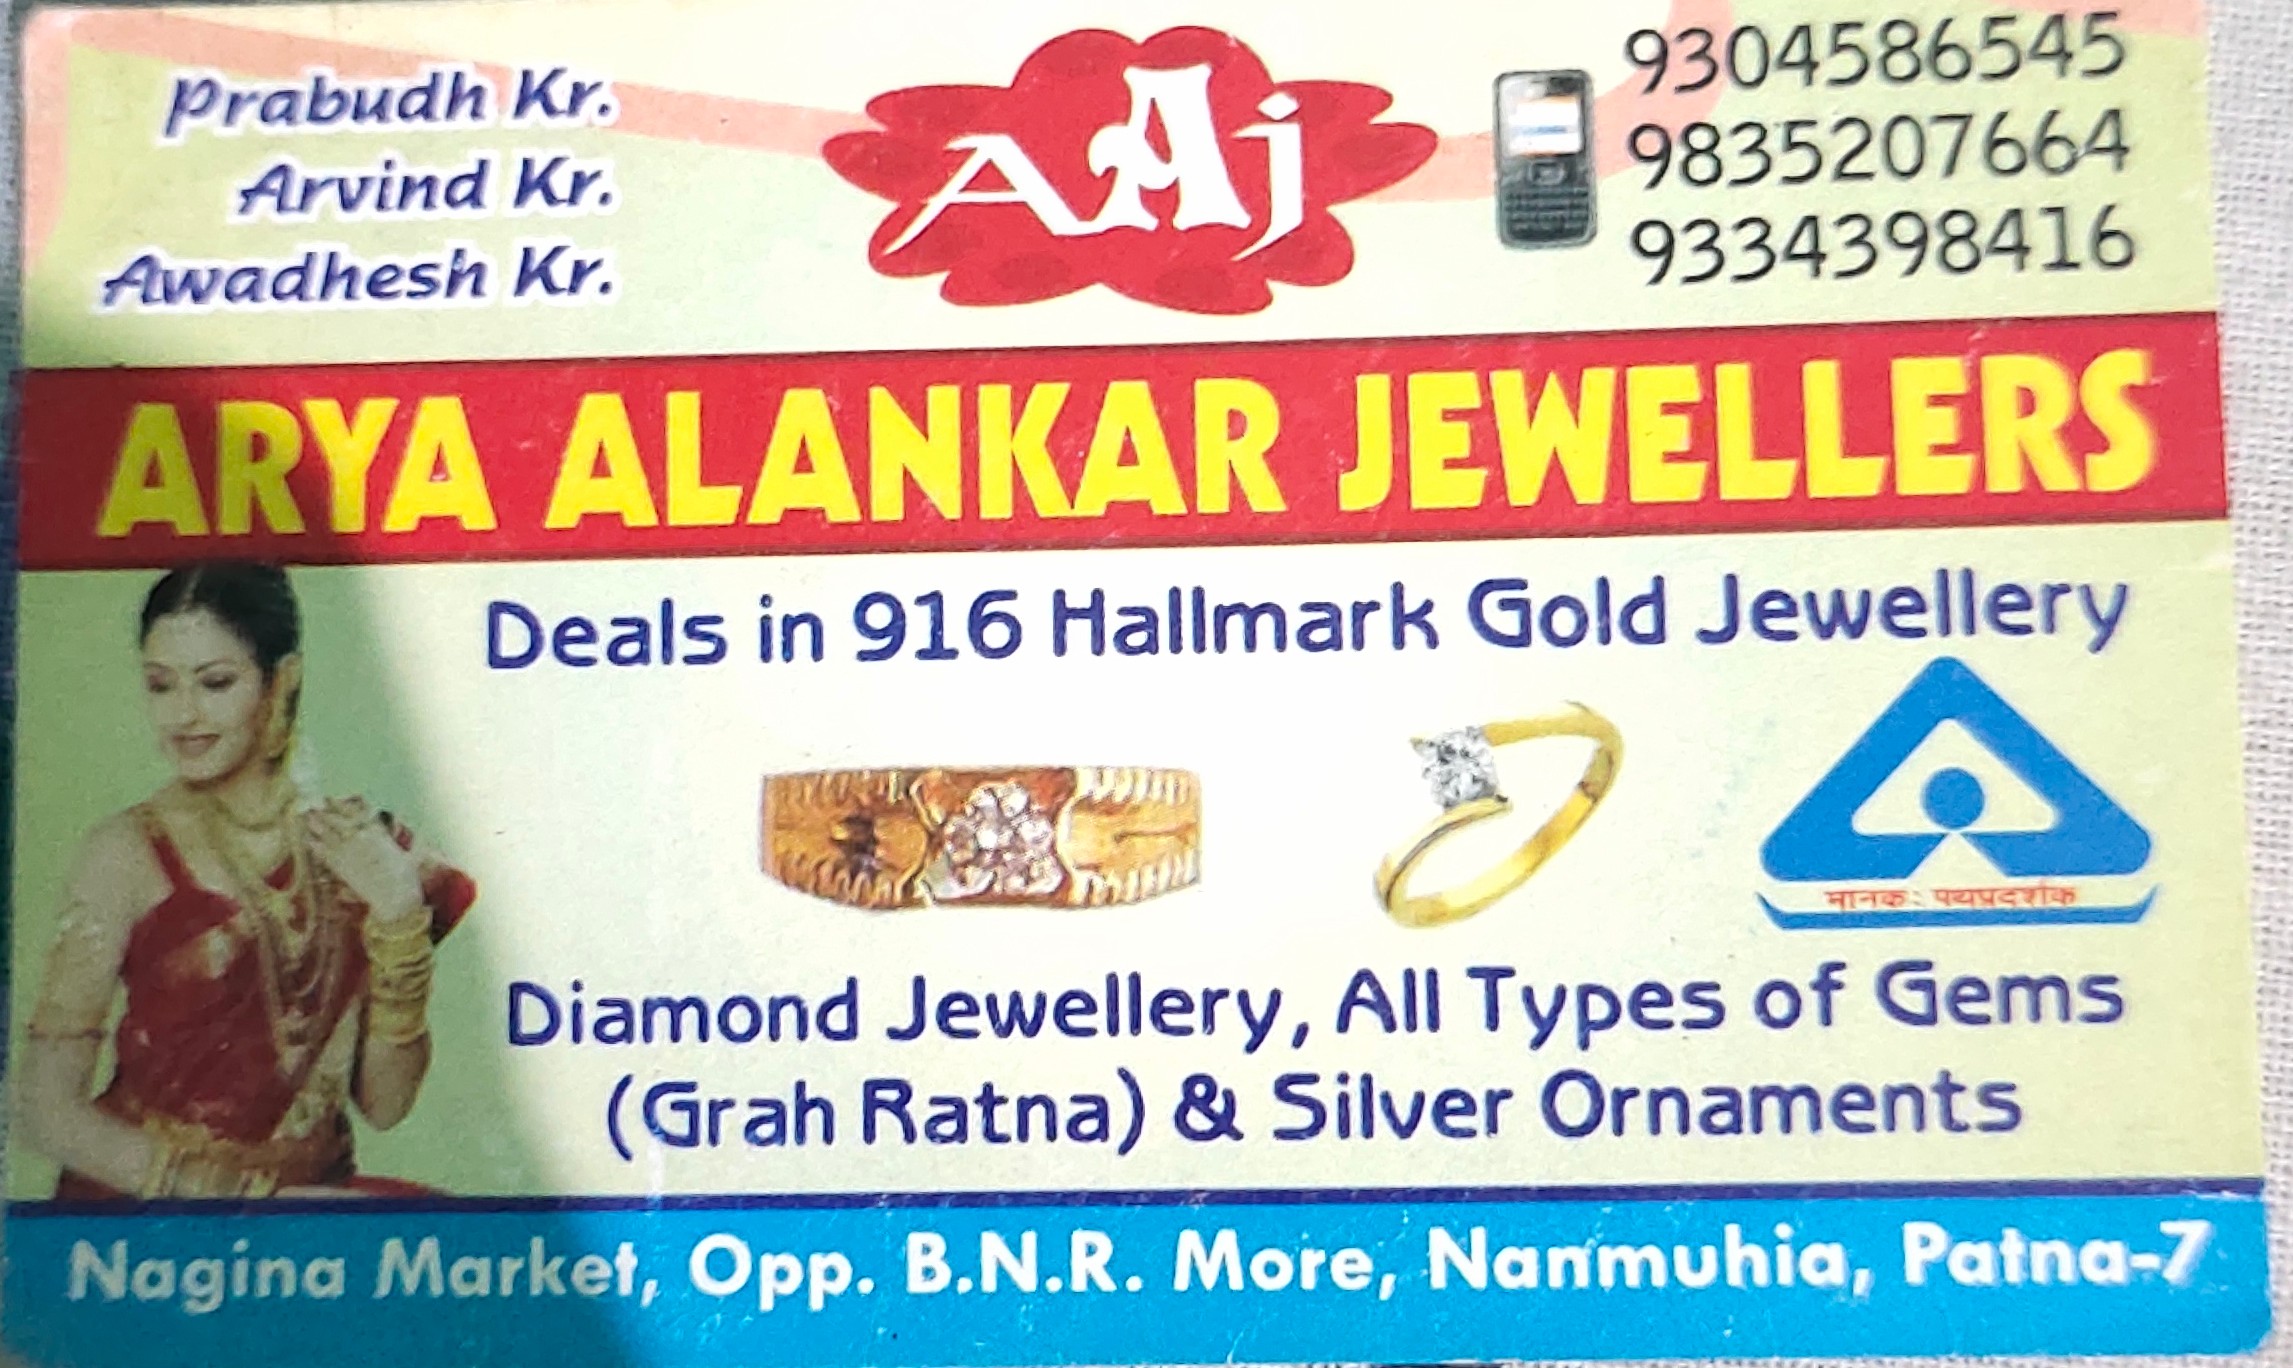 Prabudh Kr.
Arvind Kr.
Awadhesh Kr.
AAj
9304586545
9835207664
9334398416
ARYA ALANKAR JEWELLERS
Deals in 916 Hallmark Gold Jewellery
मानक: पथप्रदर्शक
Diamond Jewellery, All Types of Gems
(Grah Ratna) & Silver Ornaments
Nagina Market, Opp. B.N.R. More, Nanmuhia, Patna-7